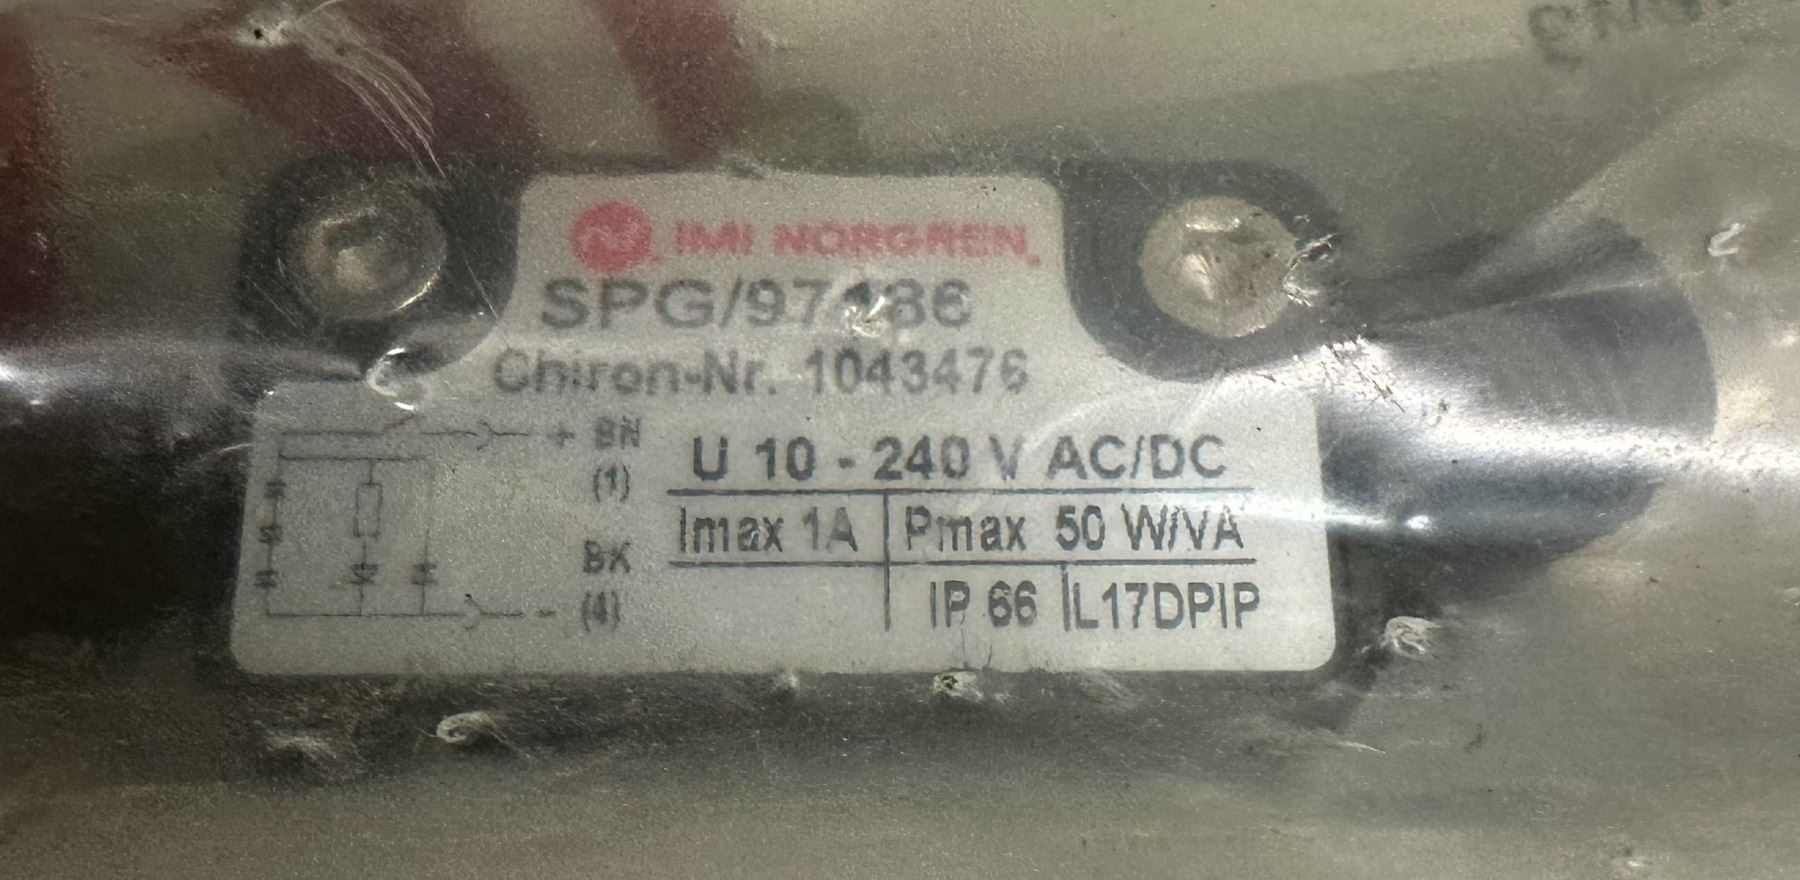 IMI NORGREN
Chiron-Nr. 1043476
+ BN
(1)
U 10 - 240 V AC/DC
Imax 1A Pmax 50 W/VA
BK
- (4)
IP 66 L17DPIP